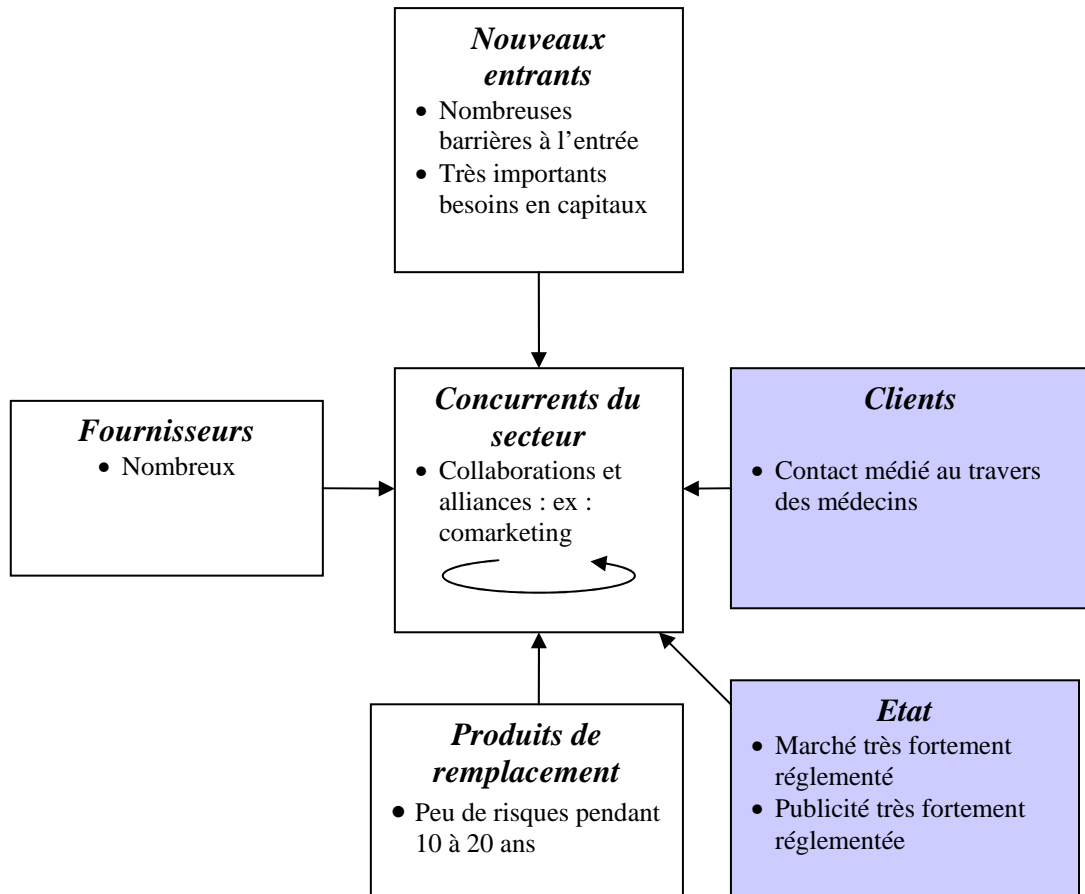 Nouveaux
entrants
• Nombreuses
barrières à l’entrée
• Très importants
besoins en capitaux
Fournisseurs
• Nombreux
Concurrents du
secteur
• Collaborations et
alliances : ex :
comarketing
Clients
• Contact médié au travers
des médecins
Produits de
remplacement
• Peu de risques pendant
10 à 20 ans
Etat
• Marché très fortement
réglementé
• Publicité très fortement
réglementée